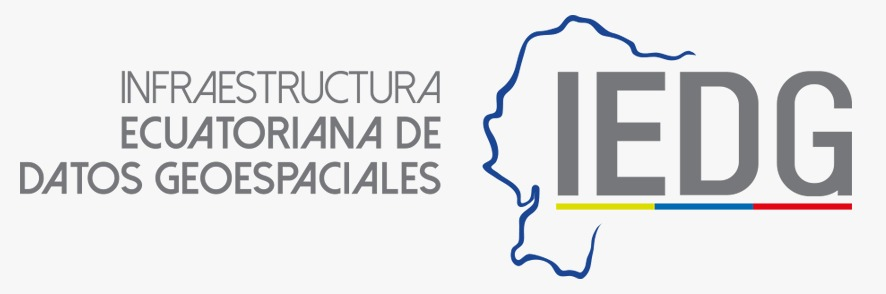 INFRAESTRUCTURA
ECUATORIANA DE
DATOS GEOESPACIALES
IEDG